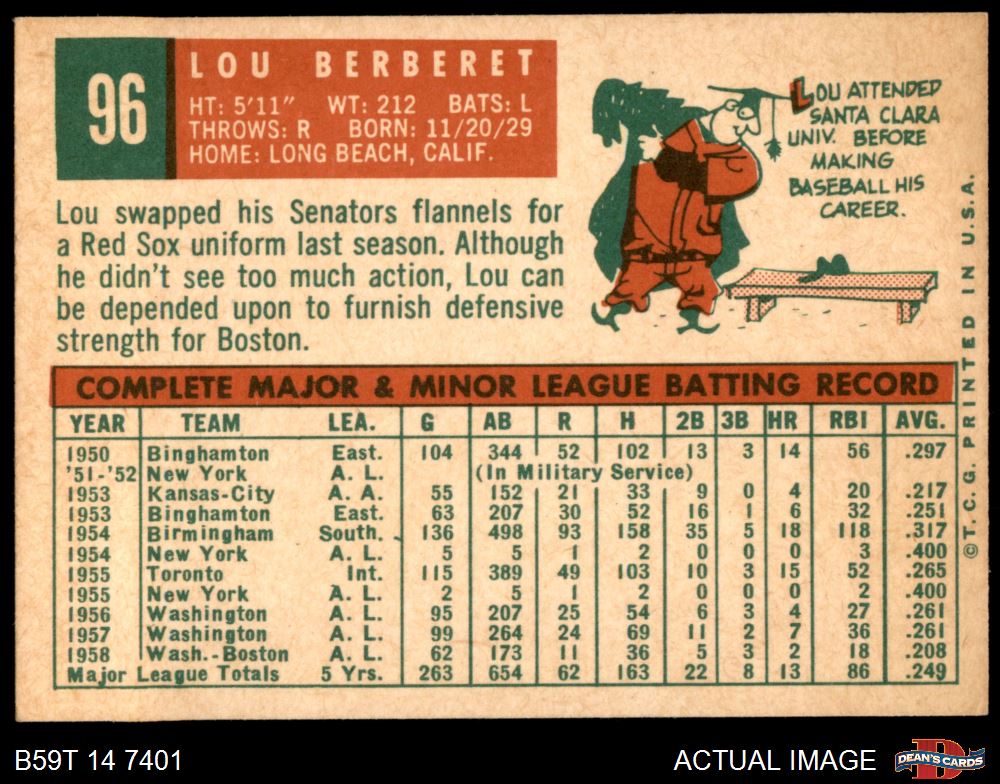 96
LOU BERBERET
HT: 5'11" WT: 212 BATS: L
THROWS: R BORN: 11/20/29
HOME: LONG BEACH, CALIF.
Lou swapped his Senators flannels for
a Red Sox uniform last season. Although
he didn't see too much action, Lou can
be depended upon to furnish defensive
strength for Boston.
LOU ATTENDED
SANTA CLARA
UNIV. BEFORE
MAKING
BASEBALL HIS
CAREER.
COMPLETE MAJOR & MINOR LEAGUE BATTING RECORD
YEAR TEAM LEA. G AB R H 2B 3B HR RBI AVG.
1950 Binghamton East. 104 344 52 102 13 3 14 56 .297
'51-'52 New York A. L. (In Military Service)
1953 Kansas-City A. A. 55 152 21 33 9 0 4 20 .217
1953 Binghamton East. 63 207 30 52 16 1 6 32 .251
1954 Birmingham South. 136 498 93 158 35 5 18 118 .317
1954 New York A. L. 5 5 1 2 0 0 0 3 .400
1955 Toronto Int. 115 389 49 103 10 3 15 52 .265
1955 New York A. L. 2 5 1 2 0 0 0 2 .400
1956 Washington A. L. 95 207 25 54 6 3 4 27 .261
1957 Washington A. L. 99 264 24 69 11 2 7 36 .261
1958 Wash.-Boston A. L. 62 173 11 36 5 3 2 18 .208
Major League Totals 5 Yrs. 263 654 62 163 22 8 13 86 .249
© T. C. G. PRINTED IN U.S.A.
B59T 14 7401
ACTUAL IMAGE
DEAN'S CARDS